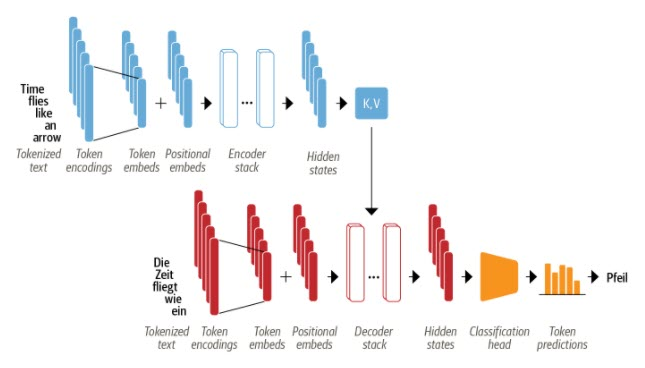 Time
flies
like
an
arrow
+
...
K, V
Tokenized text
Token encodings
Token embeds
Positional embeds
Encoder stack
Hidden states
Die
Zeit
fliegt
wie
ein
+
...
Pfeil
Tokenized text
Token encodings
Token embeds
Positional embeds
Decoder stack
Hidden states
Classification head
Token predictions